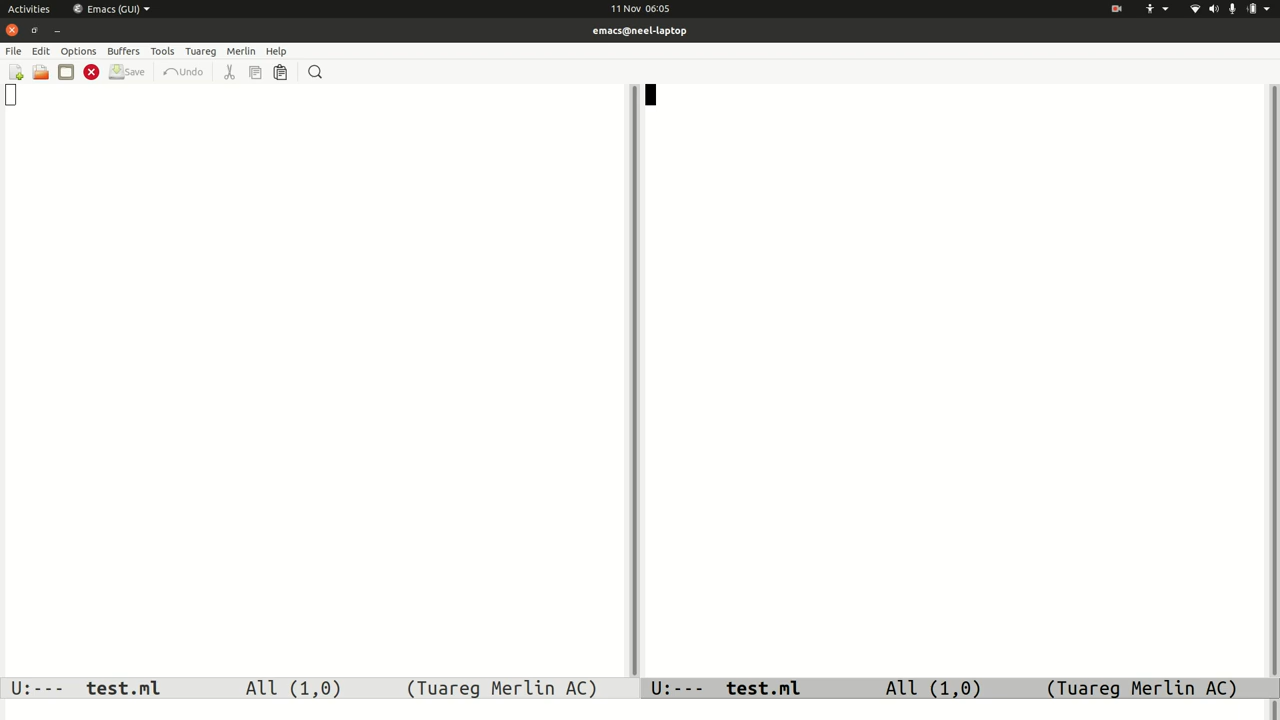 Activities Emacs (GUI) 11 Nov 06:05
emacs@neel-laptop
File Edit Options Buffers Tools Tuareg Merlin Help
Save Undo
U:--- test.ml All (1,0) (Tuareg Merlin AC)
U:--- test.ml All (1,0) (Tuareg Merlin AC)